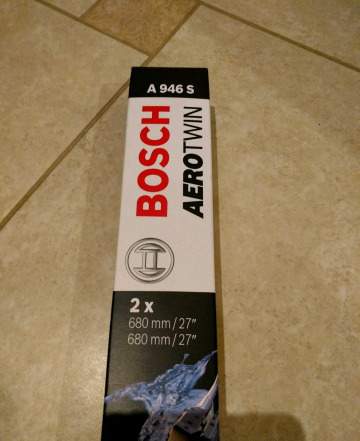 A 946 S
BOSCH
AEROTWIN
2 x
680 mm/27"
680 mm/27"